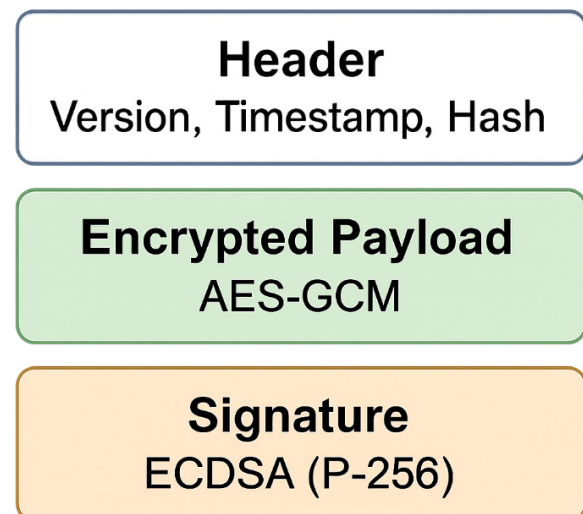 Header
Version, Timestamp, Hash
Encrypted Payload
AES-GCM
Signature
ECDSA (P-256)